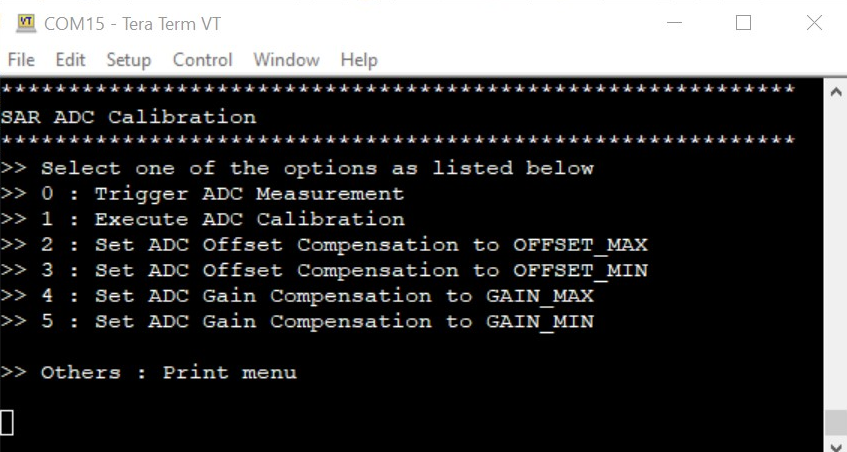 COM15 - Tera Term VT
File Edit Setup Control Window Help
***********************************************************
SAR ADC Calibration
***********************************************************
>> Select one of the options as listed below
>> 0 : Trigger ADC Measurement
>> 1 : Execute ADC Calibration
>> 2 : Set ADC Offset Compensation to OFFSET_MAX
>> 3 : Set ADC Offset Compensation to OFFSET_MIN
>> 4 : Set ADC Gain Compensation to GAIN_MAX
>> 5 : Set ADC Gain Compensation to GAIN_MIN
>> Others : Print menu